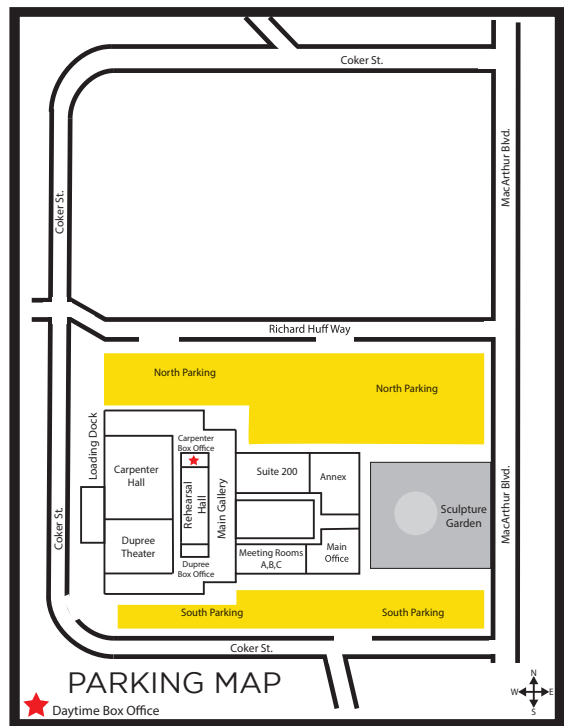 Coker St.
MacArthur Blvd.
Coker St.
Richard Huff Way
North Parking
North Parking
Loading Dock
Carpenter
Box Office
Carpenter
Hall
Rehearsal
Hall
Main Gallery
Suite 200
Annex
Sculpture
Garden
MacArthur Blvd.
Coker St.
Dupree
Theater
Dupree
Box Office
Meeting Rooms
A,B,C
Main
Office
South Parking
South Parking
Coker St.
PARKING MAP
Daytime Box Office
N
W
E
S